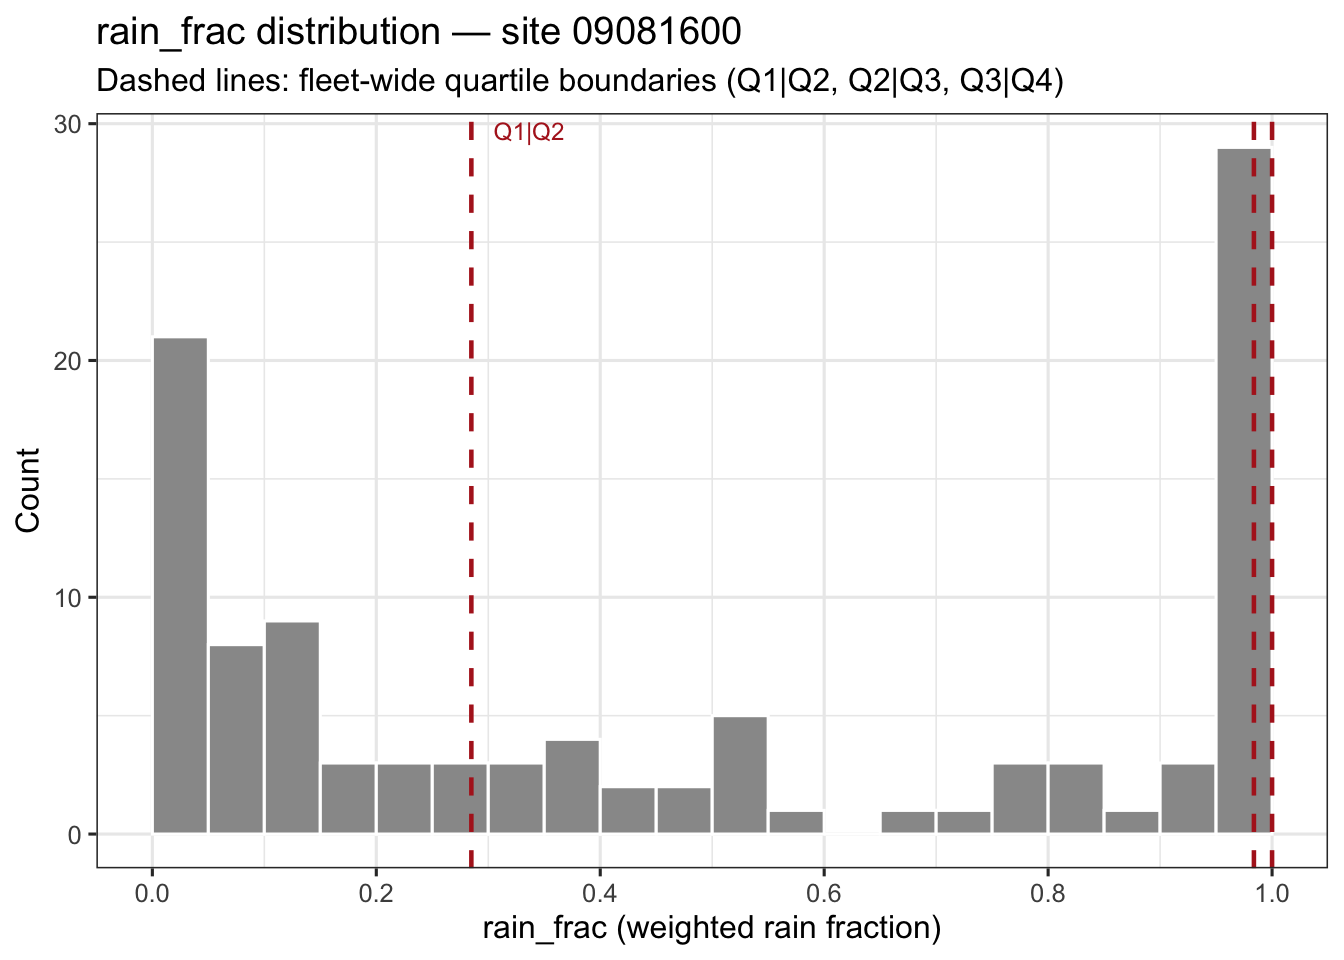 rain_frac distribution — site 09081600
Dashed lines: fleet-wide quartile boundaries (Q1|Q2, Q2|Q3, Q3|Q4)
30
Q1|Q2
20
Count
10
0
0.0 0.2 0.4 0.6 0.8 1.0
rain_frac (weighted rain fraction)